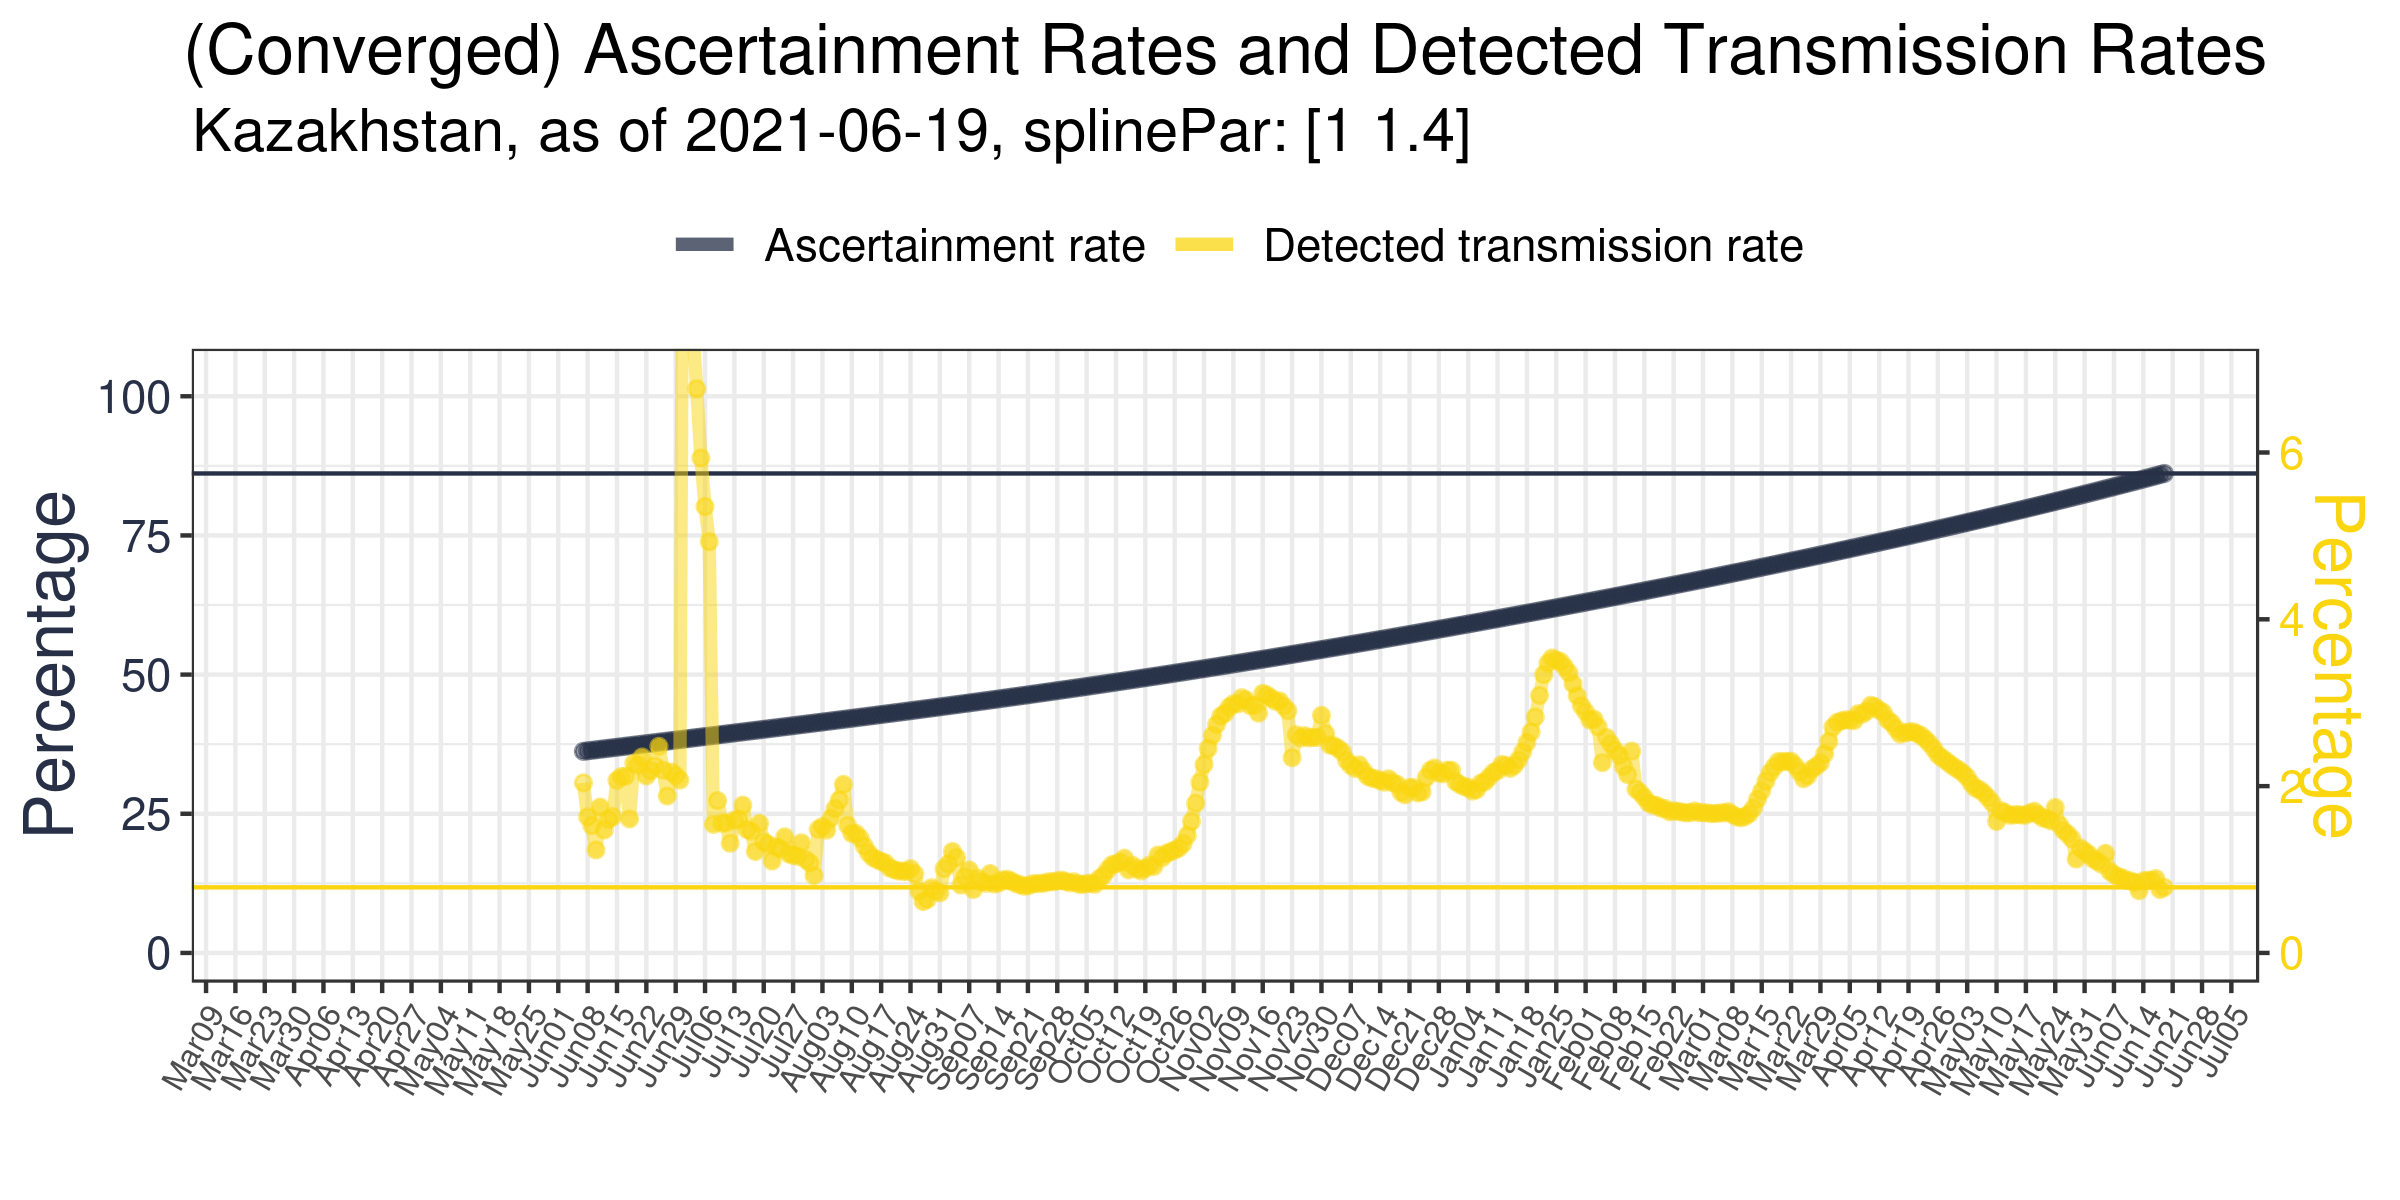 (Converged) Ascertainment Rates and Detected Transmission Rates
Kazakhstan, as of 2021-06-19, splinePar: [1 1.4]
Ascertainment rate
Detected transmission rate
Percentage
100
75
50
25
0
6
4
2
0
Percentage
Mar09
Mar16
Mar23
Mar30
Apr06
Apr13
Apr20
Apr27
May04
May11
May18
May25
Jun01
Jun08
Jun15
Jun22
Jun29
Jul06
Jul13
Jul20
Jul27
Aug03
Aug10
Aug17
Aug24
Aug31
Sep07
Sep14
Sep21
Sep28
Oct05
Oct12
Oct19
Oct26
Nov02
Nov09
Nov16
Nov23
Nov30
Dec07
Dec14
Dec21
Dec28
Jan04
Jan11
Jan18
Jan25
Feb01
Feb08
Feb15
Feb22
Mar01
Mar08
Mar15
Mar22
Mar29
Apr05
Apr12
Apr19
Apr26
May03
May10
May17
May24
May31
Jun07
Jun14
Jun21
Jun28
Jul05